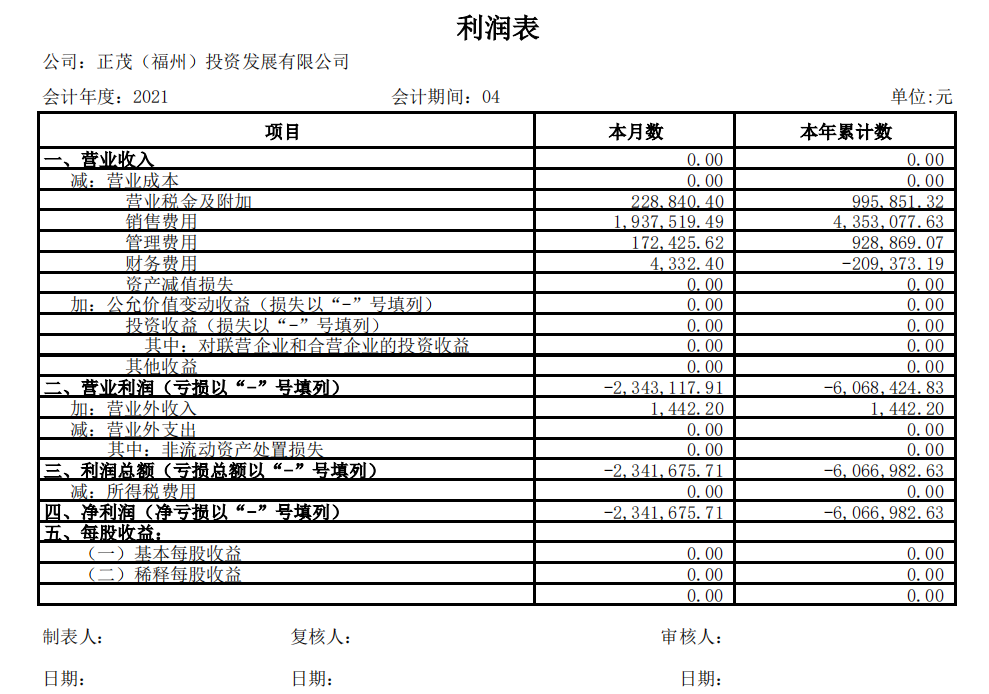 利润表
公司：正茂（福州）投资发展有限公司
会计年度：2021 会计期间：04 单位:元
项目 本月数 本年累计数
一、营业收入 0.00 0.00
减：营业成本 0.00 0.00
营业税金及附加 228,840.40 995,851.32
销售费用 1,937,519.49 4,353,077.63
管理费用 172,425.62 928,869.07
财务费用 4,332.40 -209,373.19
资产减值损失 0.00 0.00
加：公允价值变动收益（损失以“-”号填列） 0.00 0.00
投资收益（损失以“-”号填列） 0.00 0.00
其中：对联营企业和合营企业的投资收益 0.00 0.00
其他收益 0.00 0.00
二、营业利润（亏损以“-”号填列） -2,343,117.91 -6,068,424.83
加：营业外收入 1,442.20 1,442.20
减：营业外支出 0.00 0.00
其中：非流动资产处置损失 0.00 0.00
三、利润总额（亏损总额以“-”号填列） -2,341,675.71 -6,066,982.63
减：所得税费用 0.00 0.00
四、净利润（净亏损以“-”号填列） -2,341,675.71 -6,066,982.63
五、每股收益：
（一）基本每股收益 0.00 0.00
（二）稀释每股收益 0.00 0.00
0.00 0.00
制表人： 复核人： 审核人：
日期： 日期： 日期：